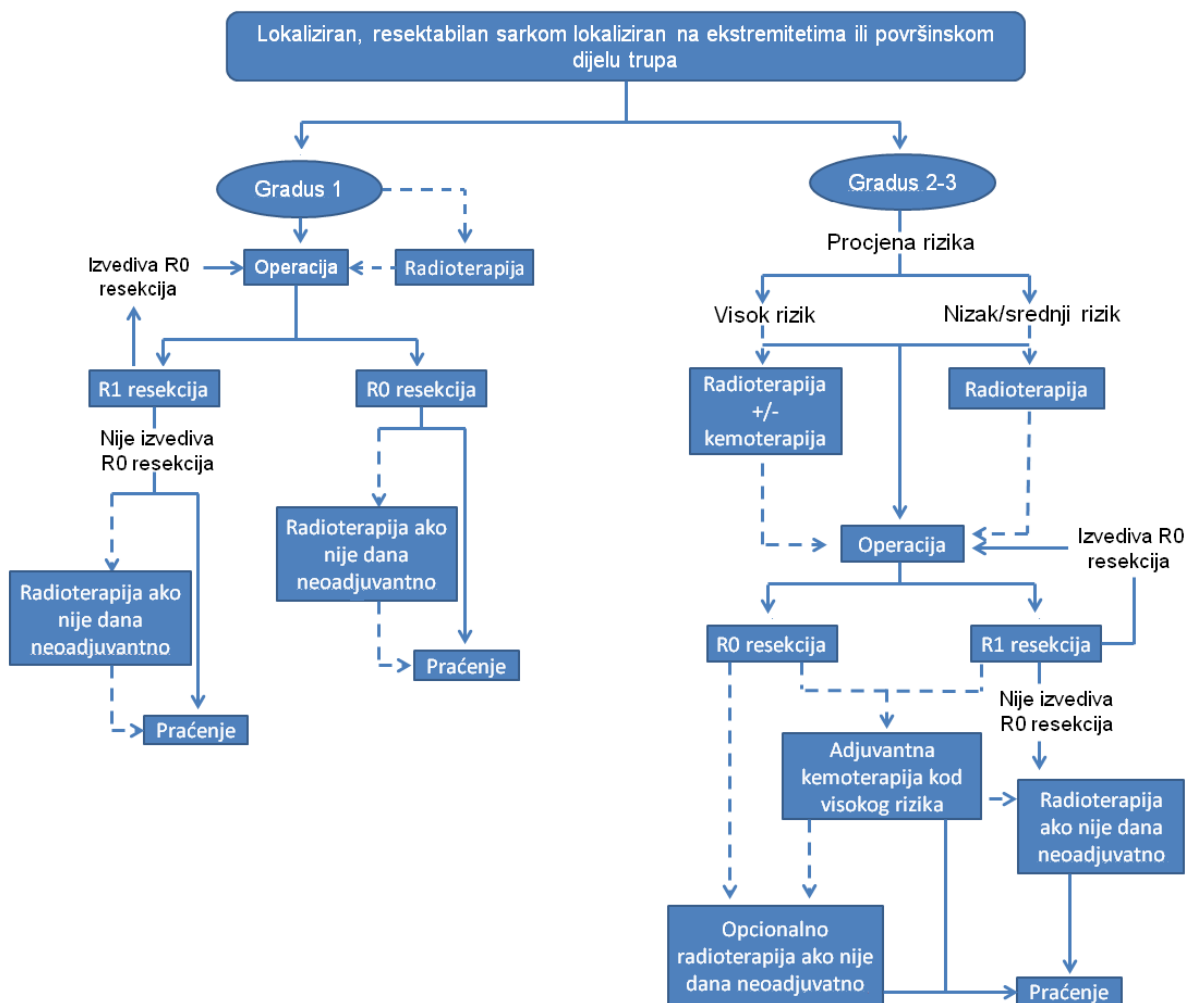 Lokaliziran, resektabilan sarkom lokaliziran na ekstremitetima ili površinskom
dijelu trupa
Gradus 1
Gradus 2-3
Procjena rizika
Izvediva R0
resekcija
Operacija
Radioterapija
Visok rizik
Nizak/srednji rizik
R1 resekcija
R0 resekcija
Radioterapija
+/-
kemoterapija
Radioterapija
Nije izvediva
R0 resekcija
Radioterapija ako
nije dana
neoadjuvantno
Radioterapija ako
nije dana
neoadjuvantno
Operacija
Izvediva R0
resekcija
Praćenje
Praćenje
R0 resekcija
R1 resekcija
Nije izvediva
R0 resekcija
Adjuvantna
kemoterapija kod
visokog rizika
Radioterapija
ako nije dana
neoadjuvatno
Opcionalno
radioterapija ako nije
dana neoadjuvatno
Praćenje